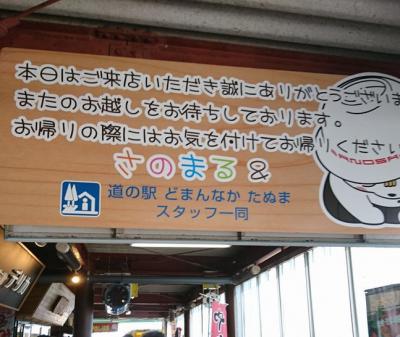 本日はご来店いただき誠にありがとうございま
またのお越しをお待ちしております。
お帰りの際にはお気を付けてお帰りください
さのまる &
道の駅 どまんなか たぬま
スタッフ一同